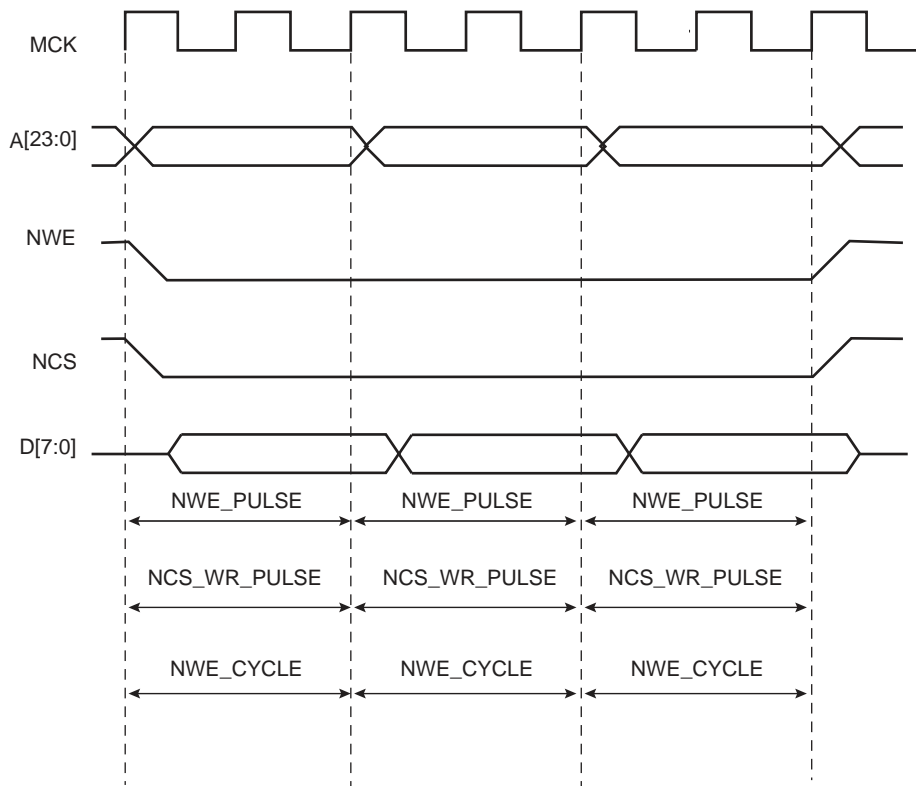 MCK
A[23:0]
NWE
NCS
D[7:0]
NWE_PULSE NWE_PULSE NWE_PULSE
NCS_WR_PULSE NCS_WR_PULSE NCS_WR_PULSE
NWE_CYCLE NWE_CYCLE NWE_CYCLE